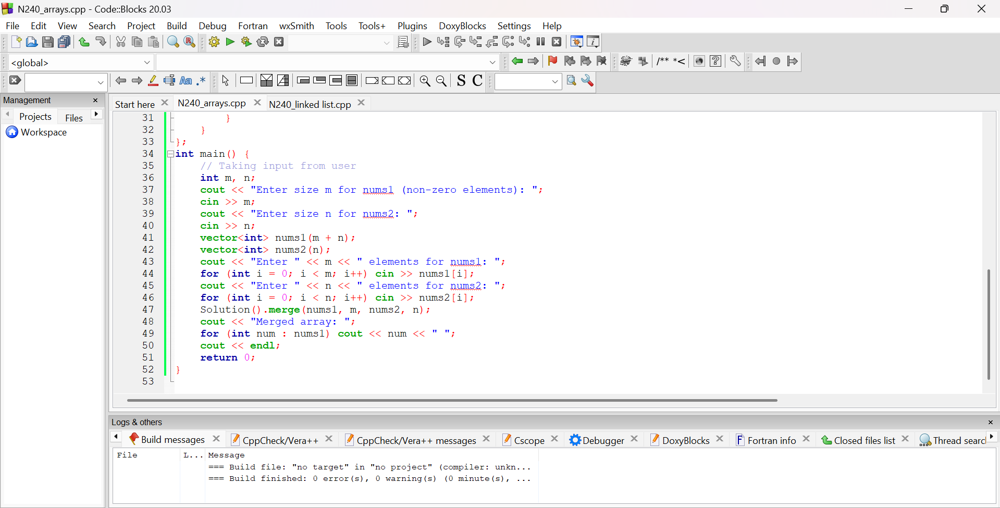 N240_arrays.cpp - Code::Blocks 20.03
File Edit View Search Project Build Debug Fortran wxSmith Tools Tools+ Plugins DoxyBlocks Settings Help
<global>
/** *<
Aa .* S C
Management
Start here N240_arrays.cpp N240_linked list.cpp
Projects Files
Workspace
31 }
32 }
33 };
34 int main() {
35 // Taking input from user
36 int m, n;
37 cout << "Enter size m for nums1 (non-zero elements): ";
38 cin >> m;
39 cout << "Enter size n for nums2: ";
40 cin >> n;
41 vector<int> nums1(m + n);
42 vector<int> nums2(n);
43 cout << "Enter " << m << " elements for nums1: ";
44 for (int i = 0; i < m; i++) cin >> nums1[i];
45 cout << "Enter " << n << " elements for nums2: ";
46 for (int i = 0; i < n; i++) cin >> nums2[i];
47 Solution().merge(nums1, m, nums2, n);
48 cout << "Merged array: ";
49 for (int num : nums1) cout << num << " ";
50 cout << endl;
51 return 0;
52 }
53
Logs & others
Build messages CppCheck/Vera++ CppCheck/Vera++ messages Cscope Debugger DoxyBlocks Fortran info Closed files list Thread searc
File L... Message
=== Build file: "no target" in "no project" (compiler: unkn...
=== Build finished: 0 error(s), 0 warning(s) (0 minute(s), ...